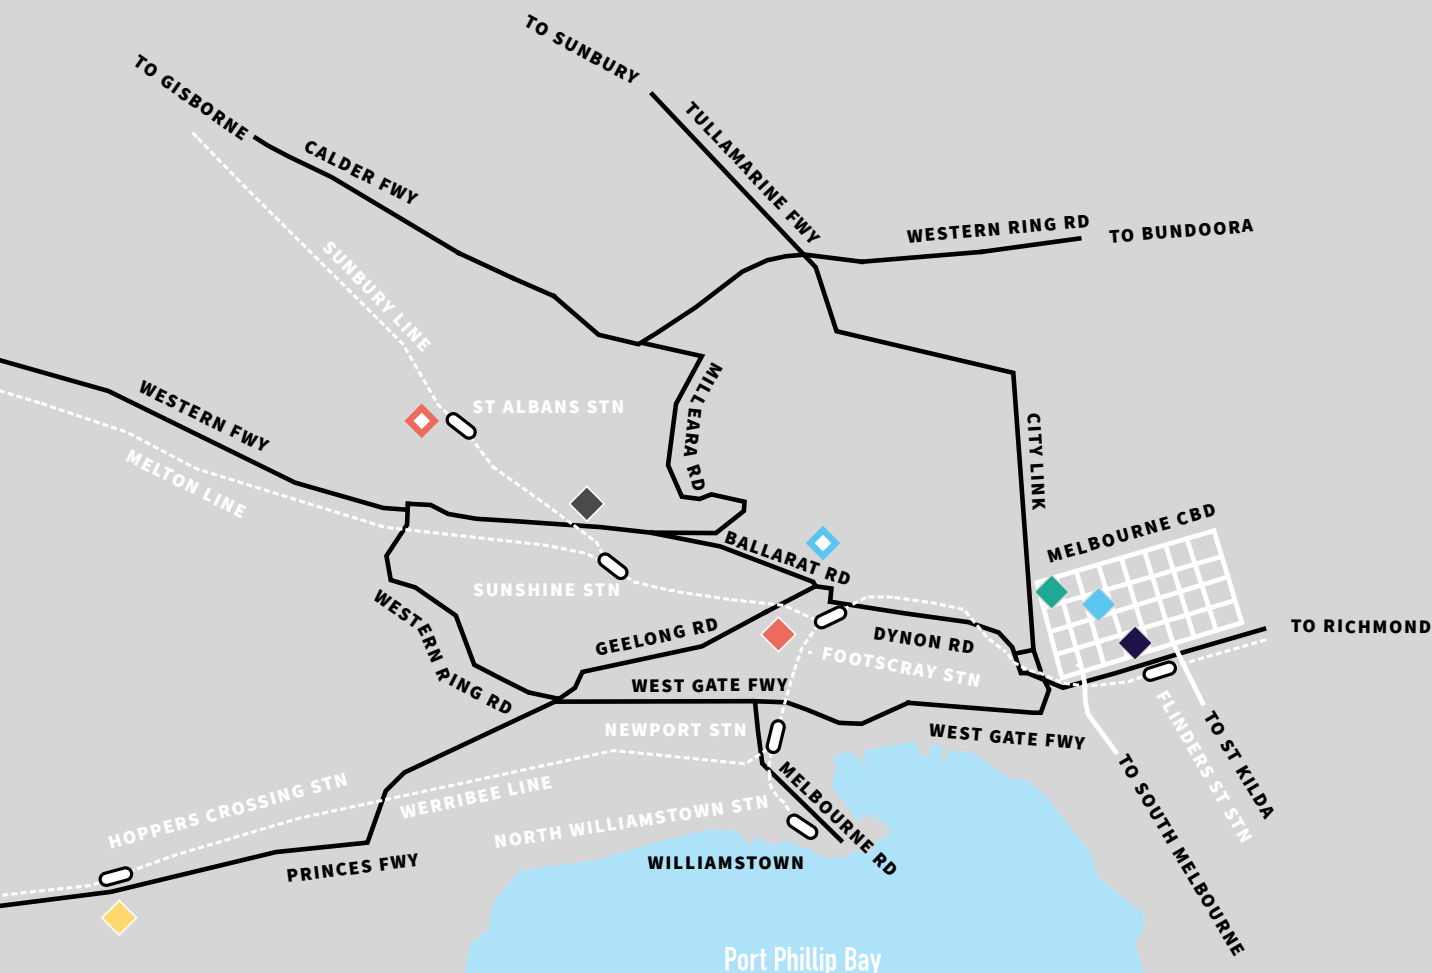 TO SUNBURY
TO GISBORNE
TULLAMARINE FWY
CALDER FWY
WESTERN RING RD
TO BUNDOORA
SUNBURY LINE
WESTERN FWY
MELTON LINE
ST ALBANS STN
MILLEARA RD
CITY LINK
MELBOURNE CBD
BALLARAT RD
SUNSHINE STN
WESTERN RING RD
GEELONG RD
DYNON RD
FOOTSCRAY STN
TO RICHMOND
WEST GATE FWY
NEWPORT STN
WEST GATE FWY
FLINDERS ST STN
TO ST KILDA
TO SOUTH MELBOURNE
HOPPERS CROSSING STN
WERRIBEE LINE
NORTH WILLIAMSTOWN STN
MELBOURNE RD
PRINCES FWY
WILLIAMSTOWN
Port Phillip Bay